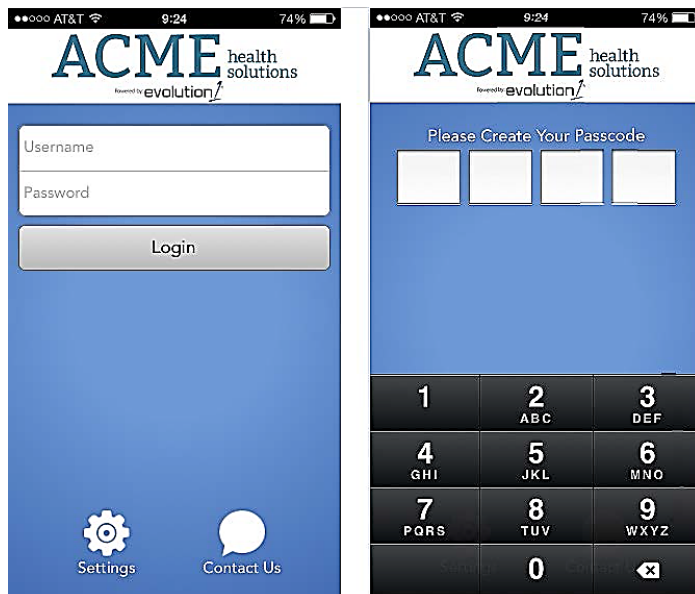 AT&T 9:24 74%
ACME health solutions
Powered by evolution1
Username
Password
Login
Settings
Contact Us
AT&T 9:24 74%
ACME health solutions
Powered by evolution1
Please Create Your Passcode
1
2 ABC
3 DEF
4 GHI
5 JKL
6 MNO
7 PQRS
8 TUV
9 WXYZ
0